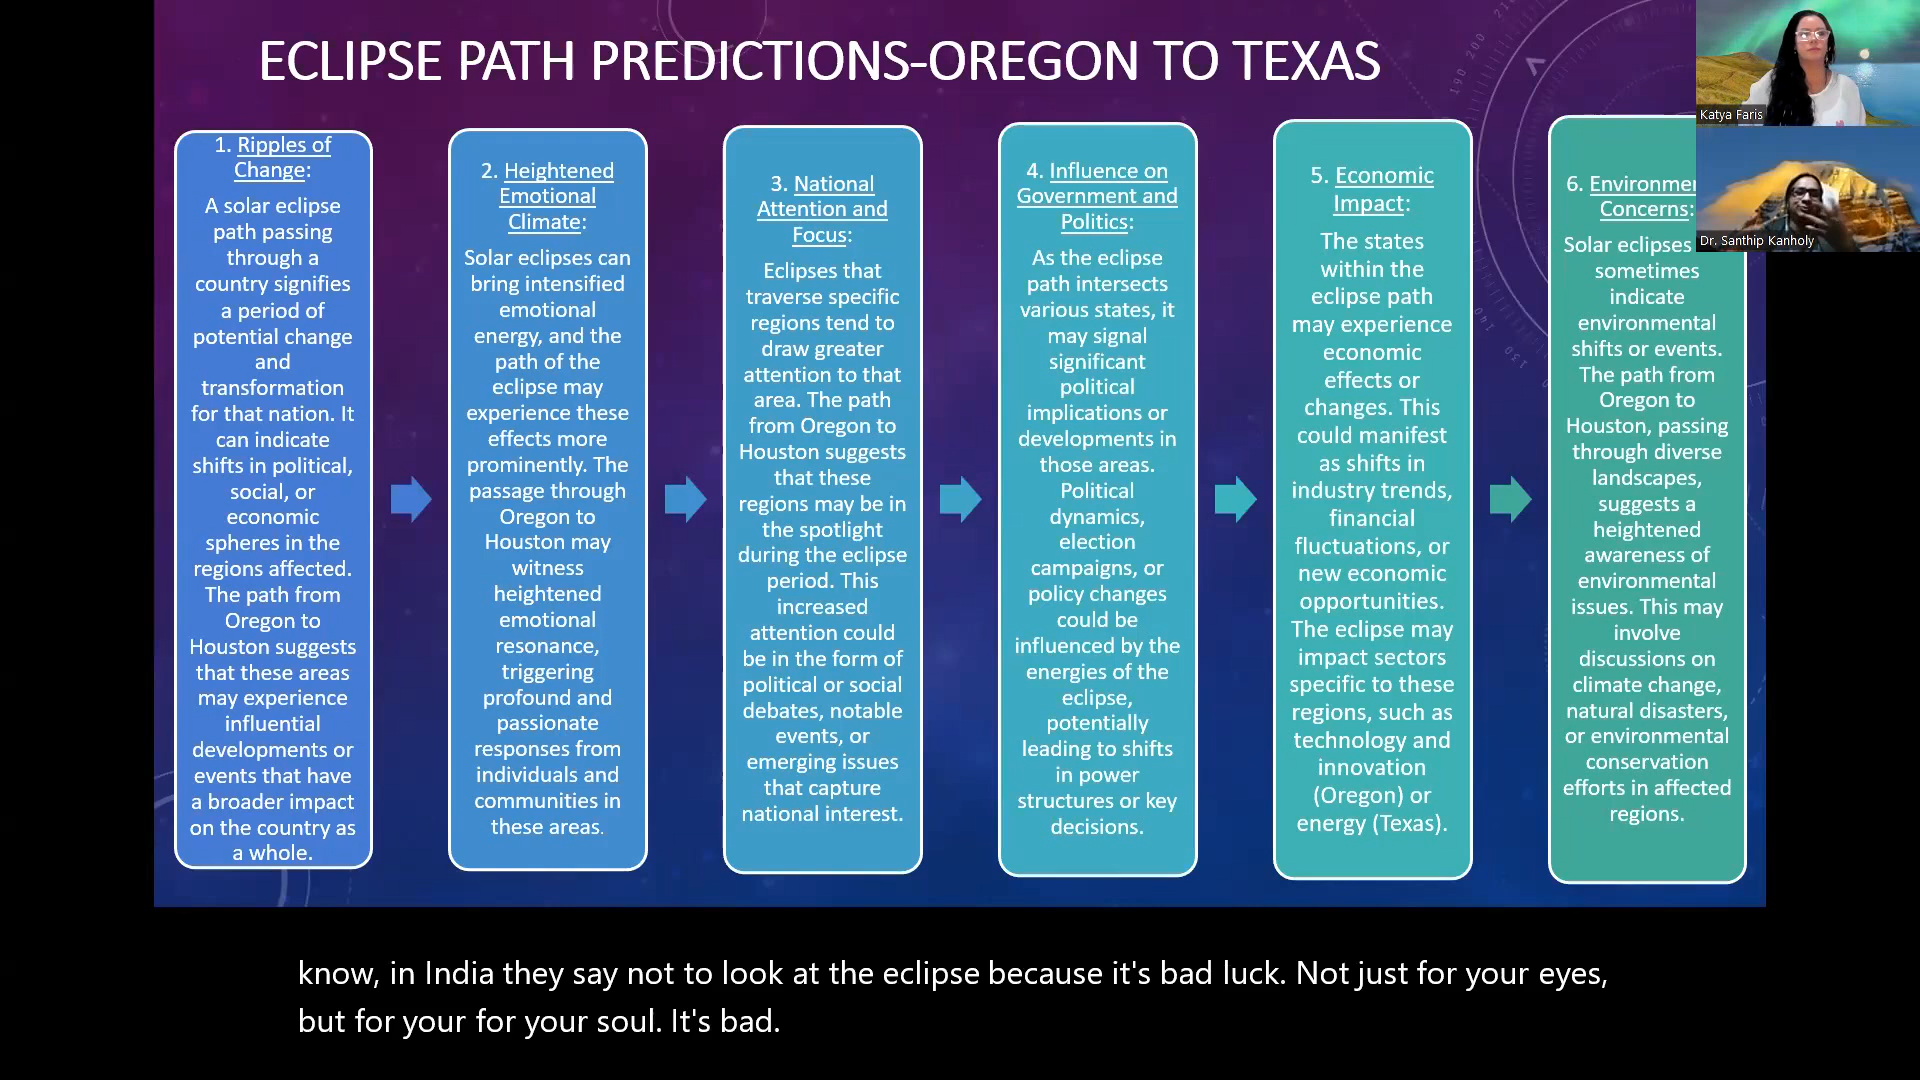 ECLIPSE PATH PREDICTIONS-OREGON TO TEXAS
1. Ripples of
Change:
A solar eclipse
path passing
through a
country signifies
a period of
potential change
and
transformation
for that nation. It
can indicate
shifts in political,
social, or
economic
spheres in the
regions affected.
The path from
Oregon to
Houston suggests
that these areas
may experience
influential
developments or
events that have
a broader impact
on the country as
a whole.
2. Heightened
Emotional
Climate:
Solar eclipses can
bring intensified
emotional
energy, and the
path of the
eclipse may
experience these
effects more
prominently. The
passage through
Oregon to
Houston may
witness
heightened
emotional
resonance,
triggering
profound and
passionate
responses from
individuals and
communities in
these areas.
3. National
Attention and
Focus:
Eclipses that
traverse specific
regions tend to
draw greater
attention to that
area. The path
from Oregon to
Houston suggests
that these
regions may be in
the spotlight
during the eclipse
period. This
increased
attention could
be in the form of
political or social
debates, notable
events, or
emerging issues
that capture
national interest.
4. Influence on
Government and
Politics:
As the eclipse
path intersects
various states, it
may signal
significant
political
implications or
developments in
those areas.
Political
dynamics,
election
campaigns, or
policy changes
could be
influenced by the
energies of the
eclipse,
potentially
leading to shifts
in power
structures or key
decisions.
5. Economic
Impact:
The states
within the
eclipse path
may experience
economic
effects or
changes. This
could manifest
as shifts in
industry trends,
financial
fluctuations, or
new economic
opportunities.
The eclipse may
impact sectors
specific to these
regions, such as
technology and
innovation
(Oregon) or
energy (Texas).
6. Environmen
Concerns:
Solar eclipses
sometimes
indicate
environmental
shifts or events.
The path from
Oregon to
Houston, passing
through diverse
landscapes,
suggests a
heightened
awareness of
environmental
issues. This may
involve
discussions on
climate change,
natural disasters,
or environmental
conservation
efforts in affected
regions.
Katya Faris
Dr. Santhip Kanholy
know, in India they say not to look at the eclipse because it's bad luck. Not just for your eyes,
but for your for your soul. It's bad.